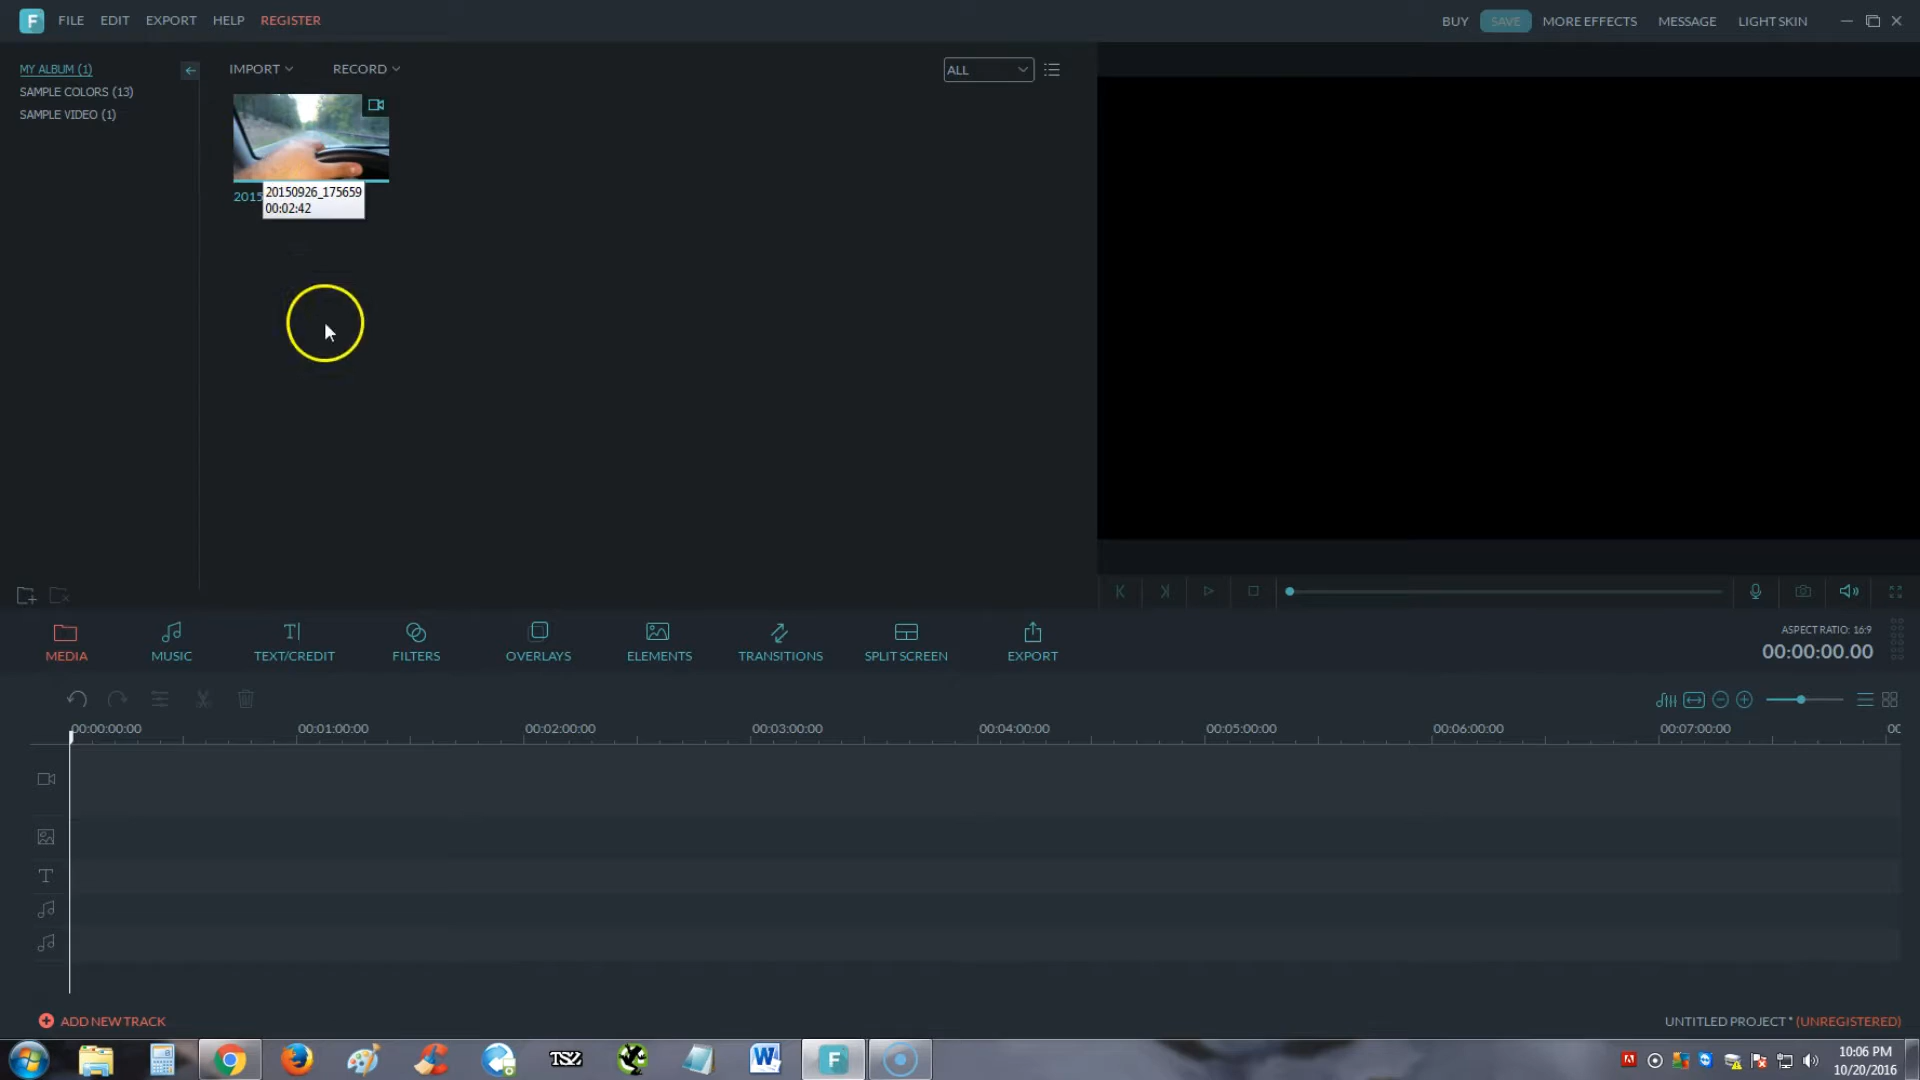 F FILE EDIT EXPORT HELP REGISTER BUY SAVE MORE EFFECTS MESSAGE LIGHT SKIN
MY ALBUM (1)
SAMPLE COLORS (13)
SAMPLE VIDEO (1)
IMPORT RECORD ALL
2015
20150926_175659
00:02:42
MEDIA MUSIC TEXT/CREDIT FILTERS OVERLAYS ELEMENTS TRANSITIONS SPLIT SCREEN EXPORT
ASPECT RATIO: 16:9
00:00:00.00
00:00:00:00 00:01:00:00 00:02:00:00 00:03:00:00 00:04:00:00 00:05:00:00 00:06:00:00 00:07:00:00 00
ADD NEW TRACK
UNTITLED PROJECT * (UNREGISTERED)
TSZ W F
10:06 PM
10/20/2016